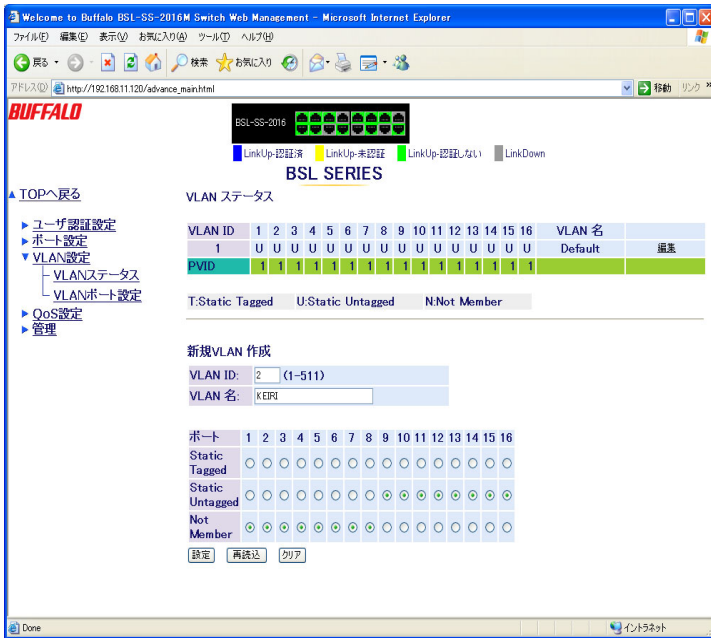 Welcome to Buffalo BSL-SS-2016M Switch Web Management - Microsoft Internet Explorer
ファイル(F) 編集(E) 表示(V) お気に入り(A) ツール(T) ヘルプ(H)
戻る 検索 お気に入り
アドレス(D) http://192.168.11.120/advance_main.html 移動 リンク »
BUFFALO
BSL-SS-2016
LinkUp-認証済 LinkUp-未認証 LinkUp-認証しない LinkDown
BSL SERIES
TOPへ戻る
ユーザ認証設定
ポート設定
VLAN設定
VLANステータス
VLANポート設定
QoS設定
管理
VLAN ステータス
VLAN ID 1 2 3 4 5 6 7 8 9 10 11 12 13 14 15 16 VLAN 名
1 U U U U U U U U U U U U U U U U Default 編集
PVID 1 1 1 1 1 1 1 1 1 1 1 1 1 1 1 1
T:Static Tagged U:Static Untagged N:Not Member
新規VLAN 作成
VLAN ID: 2 (1-511)
VLAN 名: KEIRI
ポート 1 2 3 4 5 6 7 8 9 10 11 12 13 14 15 16
Static Tagged
Static Untagged
Not Member
設定 再読込 クリア
Done イントラネット